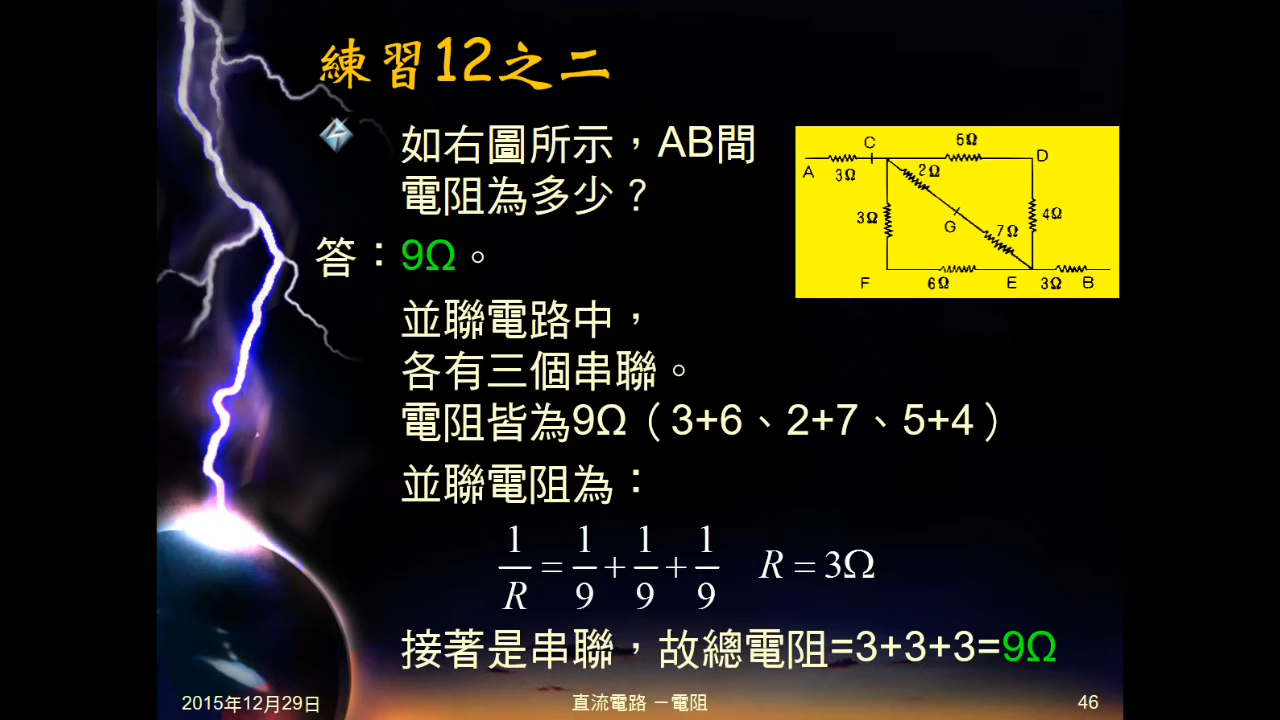 練習12之二
如右圖所示，AB間
電阻為多少？
答：9Ω。
並聯電路中，
各有三個串聯。
電阻皆為9Ω（3+6、2+7、5+4）
並聯電阻為：
1/R = 1/9 + 1/9 + 1/9 R = 3Ω
接著是串聯，故總電阻=3+3+3=9Ω
C 5Ω D
A 3Ω 2Ω
3Ω G 7Ω 4Ω
F 6Ω E 3Ω B
2015年12月29日 直流電路 －電阻 46